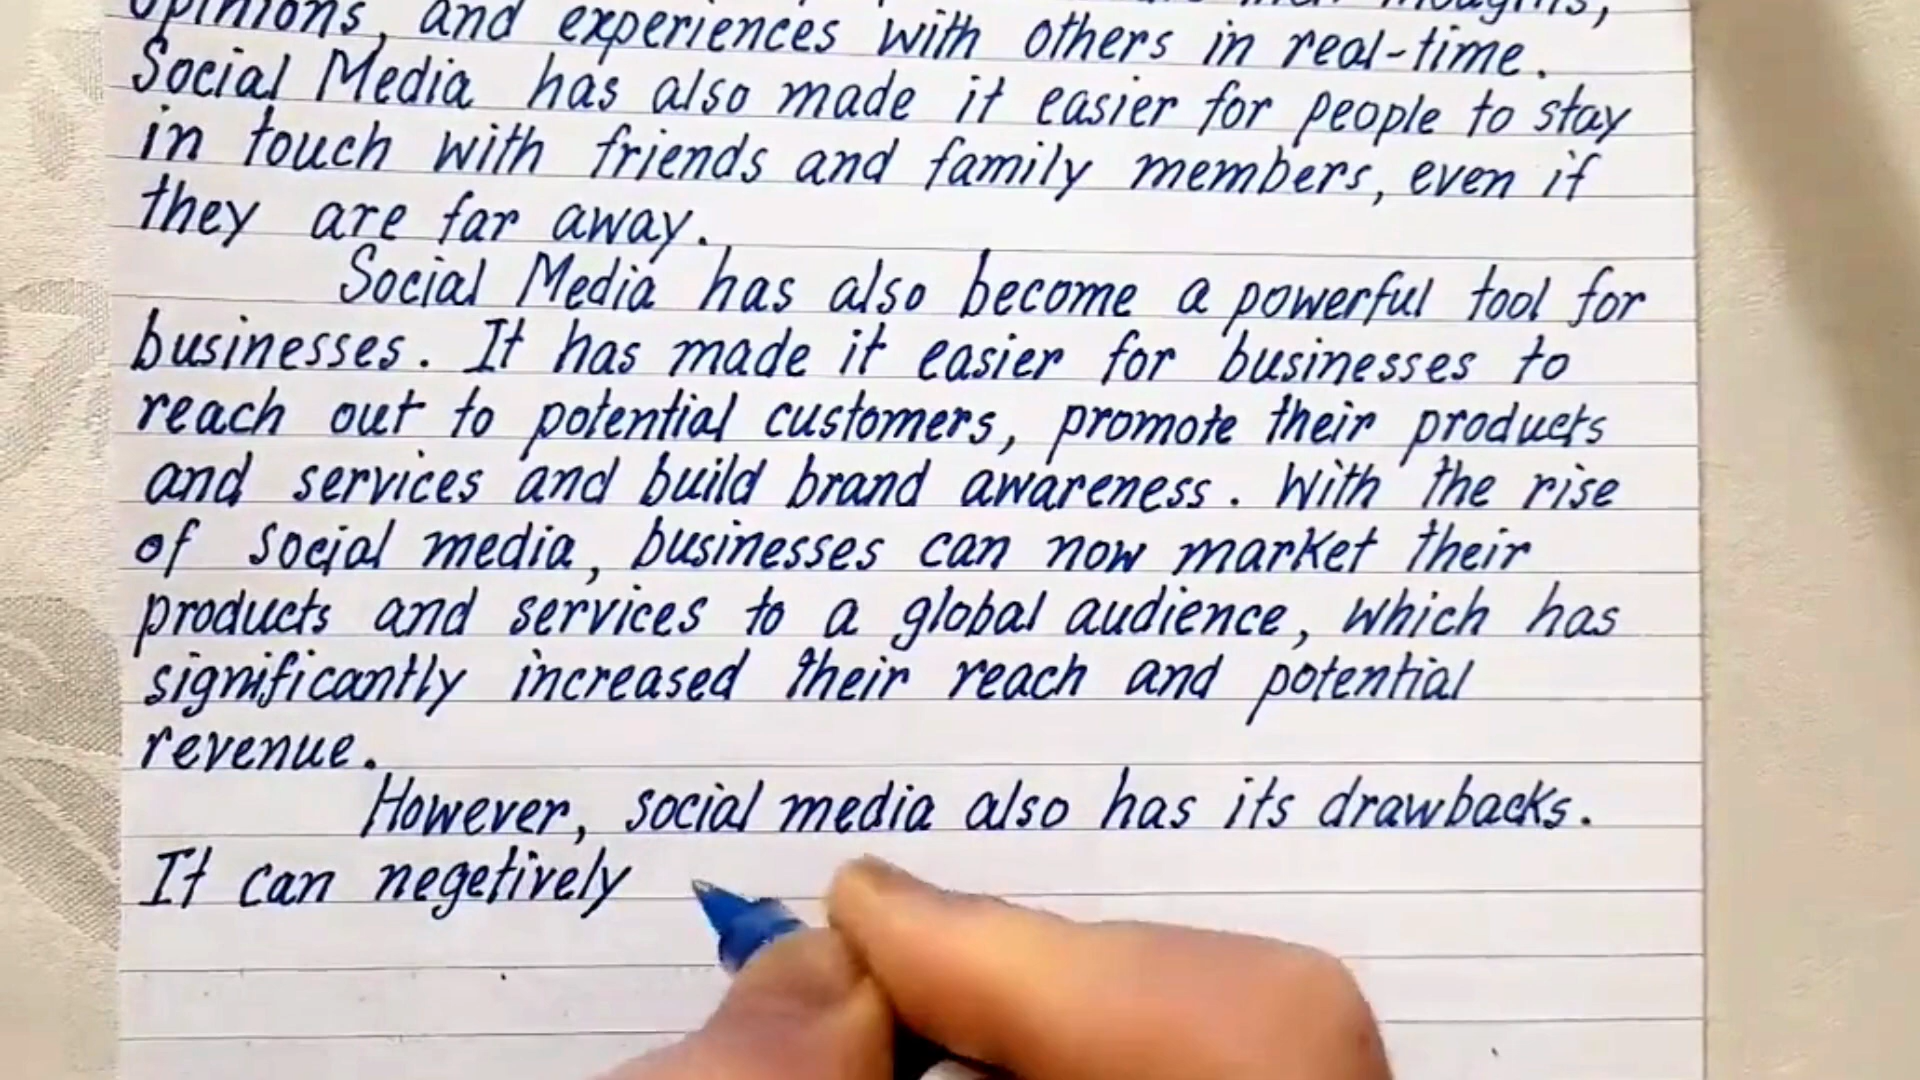 opinions, and experiences with others in real-time.
Social Media has also made it easier for people to stay
in touch with friends and family members, even if
they are far away.
Social Media has also become a powerful tool for
businesses. It has made it easier for businesses to
reach out to potential customers, promote their products
and services and build brand awareness. With the rise
of social media, businesses can now market their
products and services to a global audience, which has
significantly increased their reach and potential
revenue.
However, social media also has its drawbacks.
It can negetively